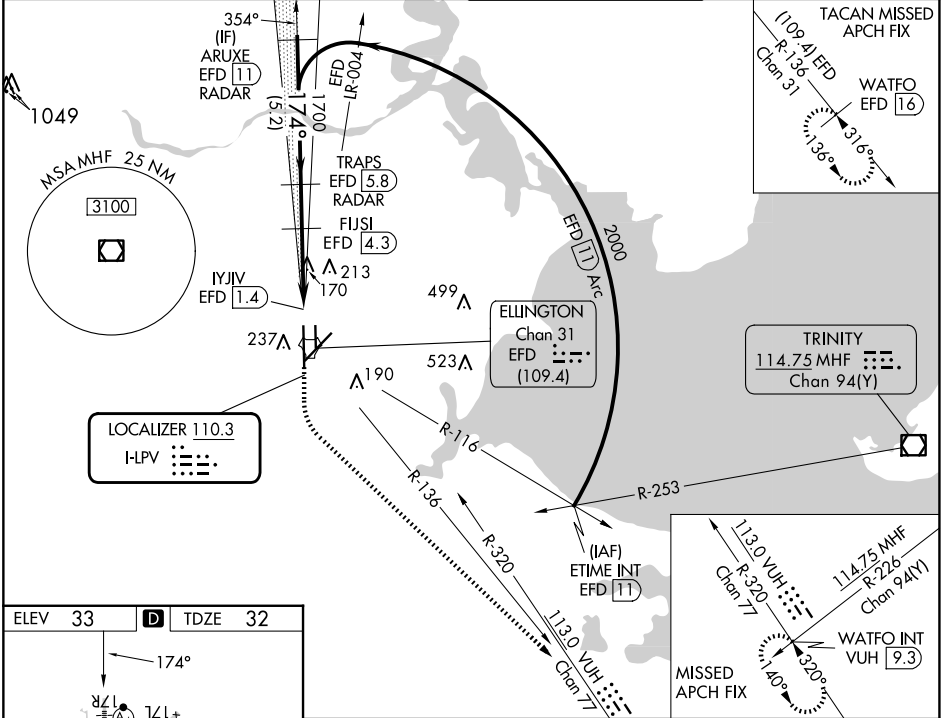 354°
(IF)
ARUXE
EFD 11
RADAR
174°
(5.2)
1700
EFD
LR-004
TACAN MISSED
APCH FIX
(109.4) EFD
R-136
Chan 31
WATFO
EFD 16
316°
136°
1049
MSA MHF 25 NM
3100
TRAPS
EFD 5.8
RADAR
FIJSI
EFD 4.3
213
170
IYJIV
EFD 1.4
2000
EFD 11 Arc
499
237
523
190
ELLINGTON
Chan 31
EFD
(109.4)
TRINITY
114.75 MHF
Chan 94(Y)
LOCALIZER 110.3
I-LPV
R-116
R-136
R-253
R-320
(IAF)
ETIME INT
EFD 11
113.0 VUH
Chan 77
113.0 VUH
R-320
Chan 77
114.75 MHF
R-226
Chan 94(Y)
WATFO INT
VUH 9.3
320°
140°
MISSED
APCH FIX
ELEV 33
D
TDZE 32
174°
17R
17L
A